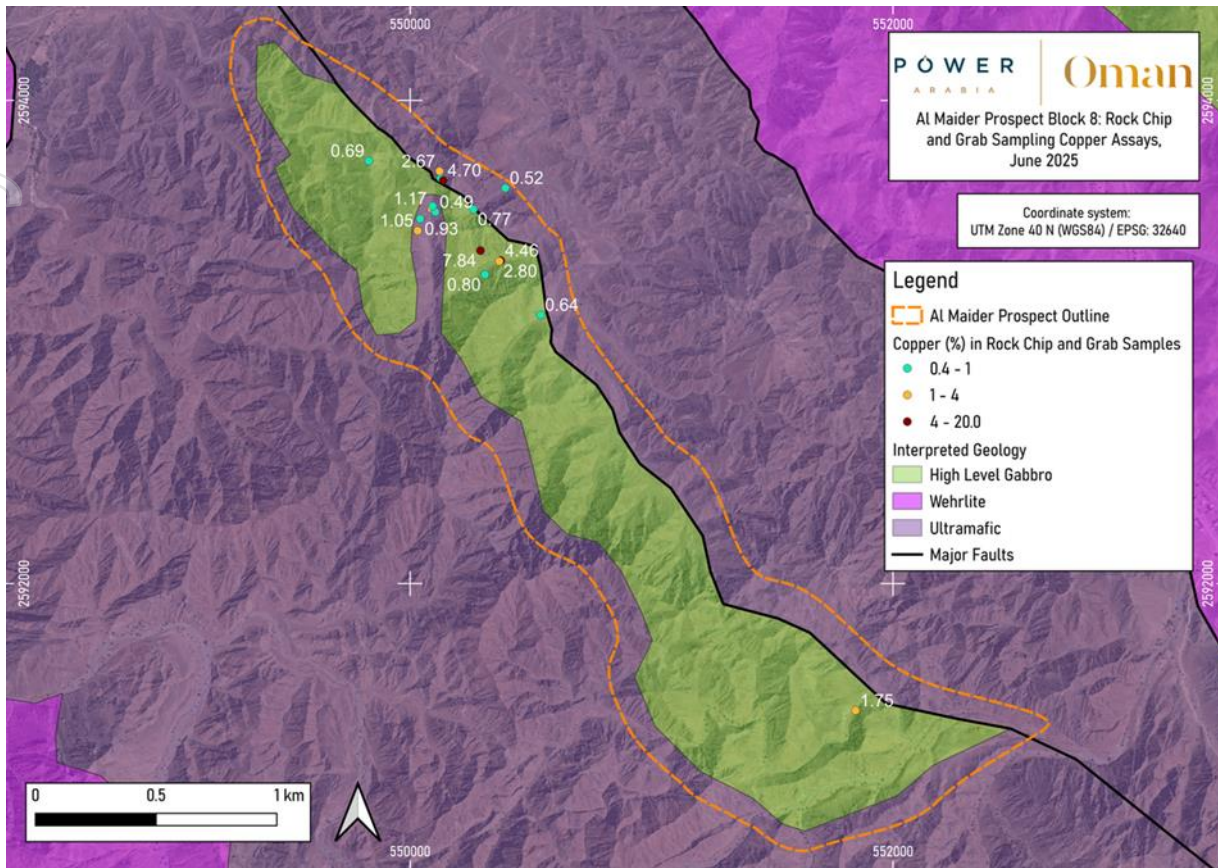 550000
552000
2594000
2594000
POWER
ARABIA
Oman
Al Maider Prospect Block 8: Rock Chip
and Grab Sampling Copper Assays,
June 2025
Coordinate system:
UTM Zone 40 N (WGS84) / EPSG: 32640
Legend
Al Maider Prospect Outline
Copper (%) in Rock Chip and Grab Samples
0.4 - 1
1 - 4
4 - 20.0
Interpreted Geology
High Level Gabbro
Wehrlite
Ultramafic
Major Faults
0.69
2.67
4.70
0.52
1.17
0.49
1.05
0.93
0.77
7.84
4.46
2.80
0.80
0.64
2592000
2592000
1.75
0 0.5 1 km
550000
552000